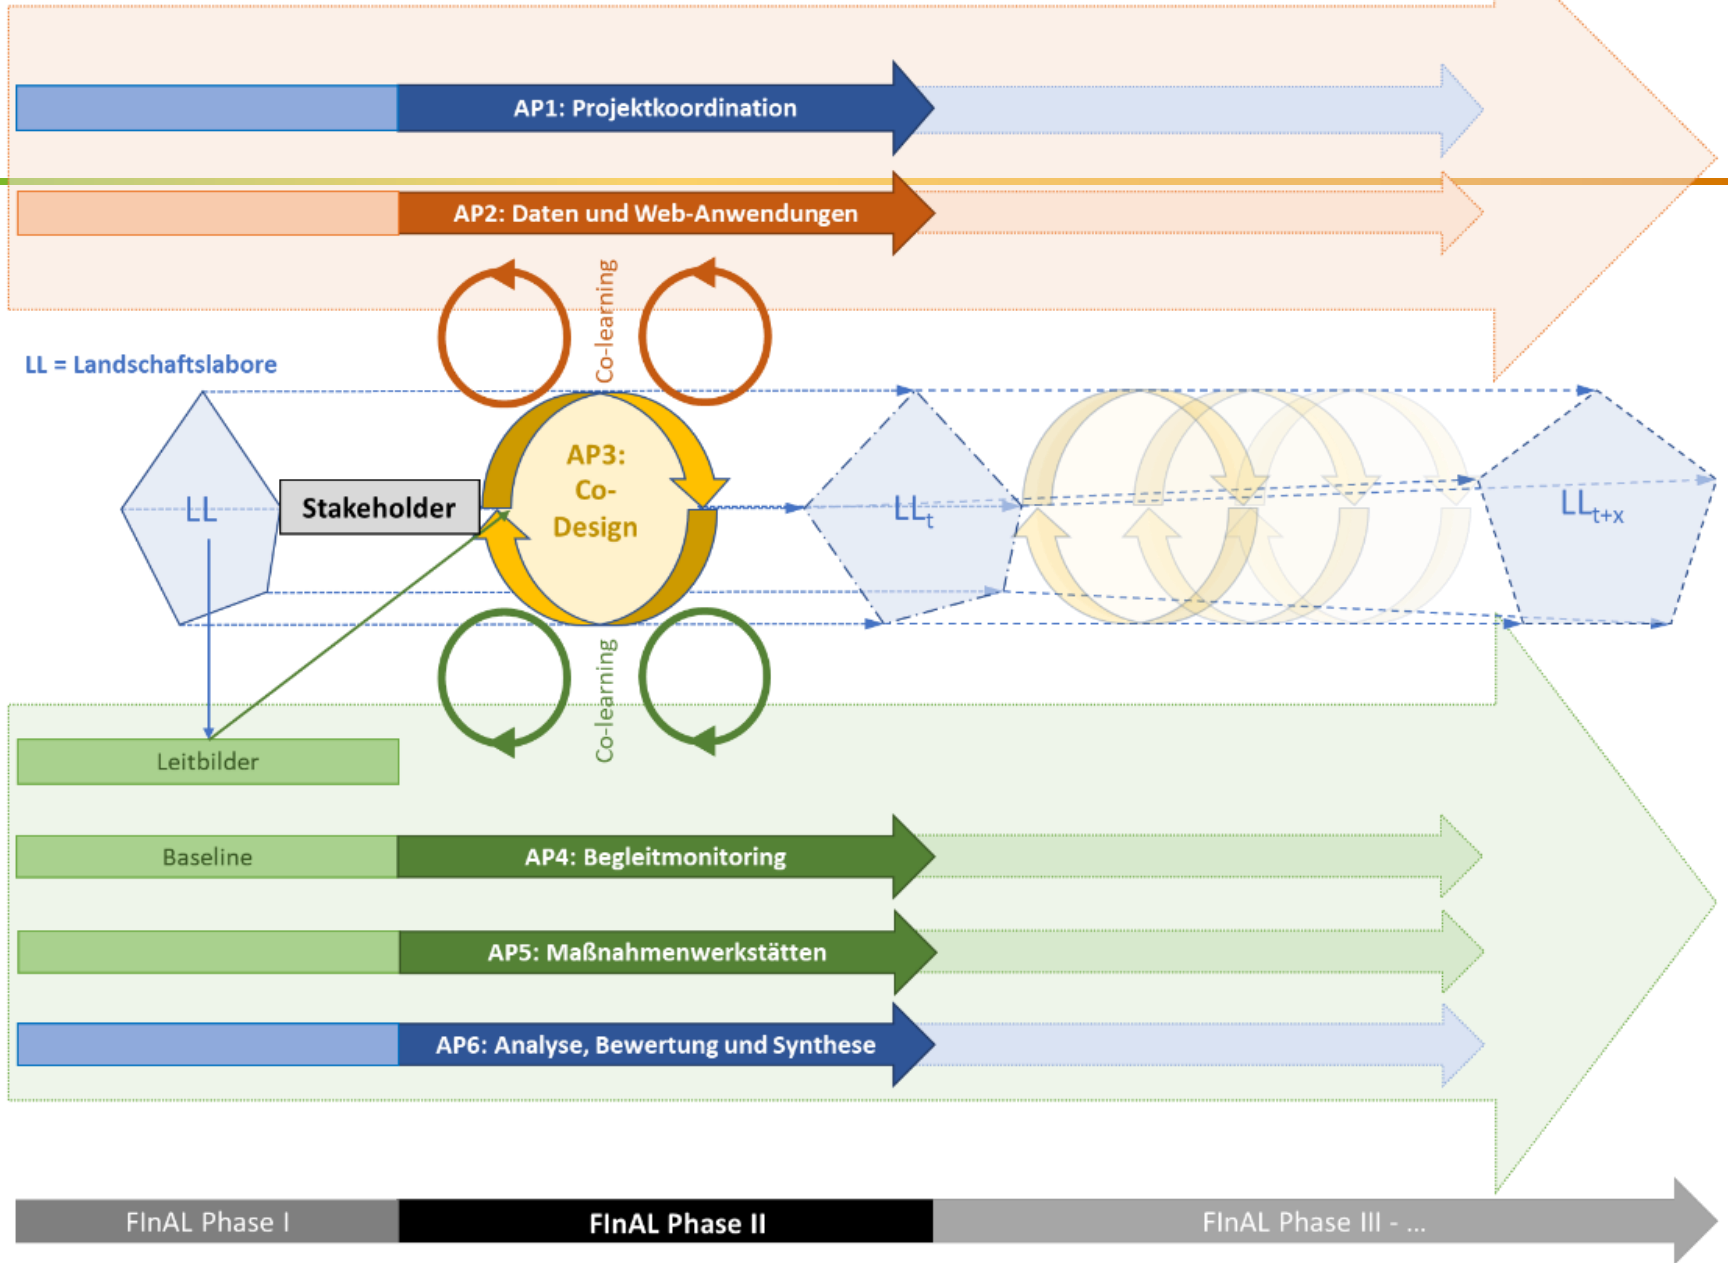 AP1: Projektkoordination
AP2: Daten und Web-Anwendungen
Co-learning
LL = Landschaftslabore
LL
Stakeholder
AP3:
Co-
Design
LLt
LLt+x
Co-learning
Leitbilder
Baseline
AP4: Begleitmonitoring
AP5: Maßnahmenwerkstätten
AP6: Analyse, Bewertung und Synthese
FInAL Phase I
FInAL Phase II
FInAL Phase III - ...